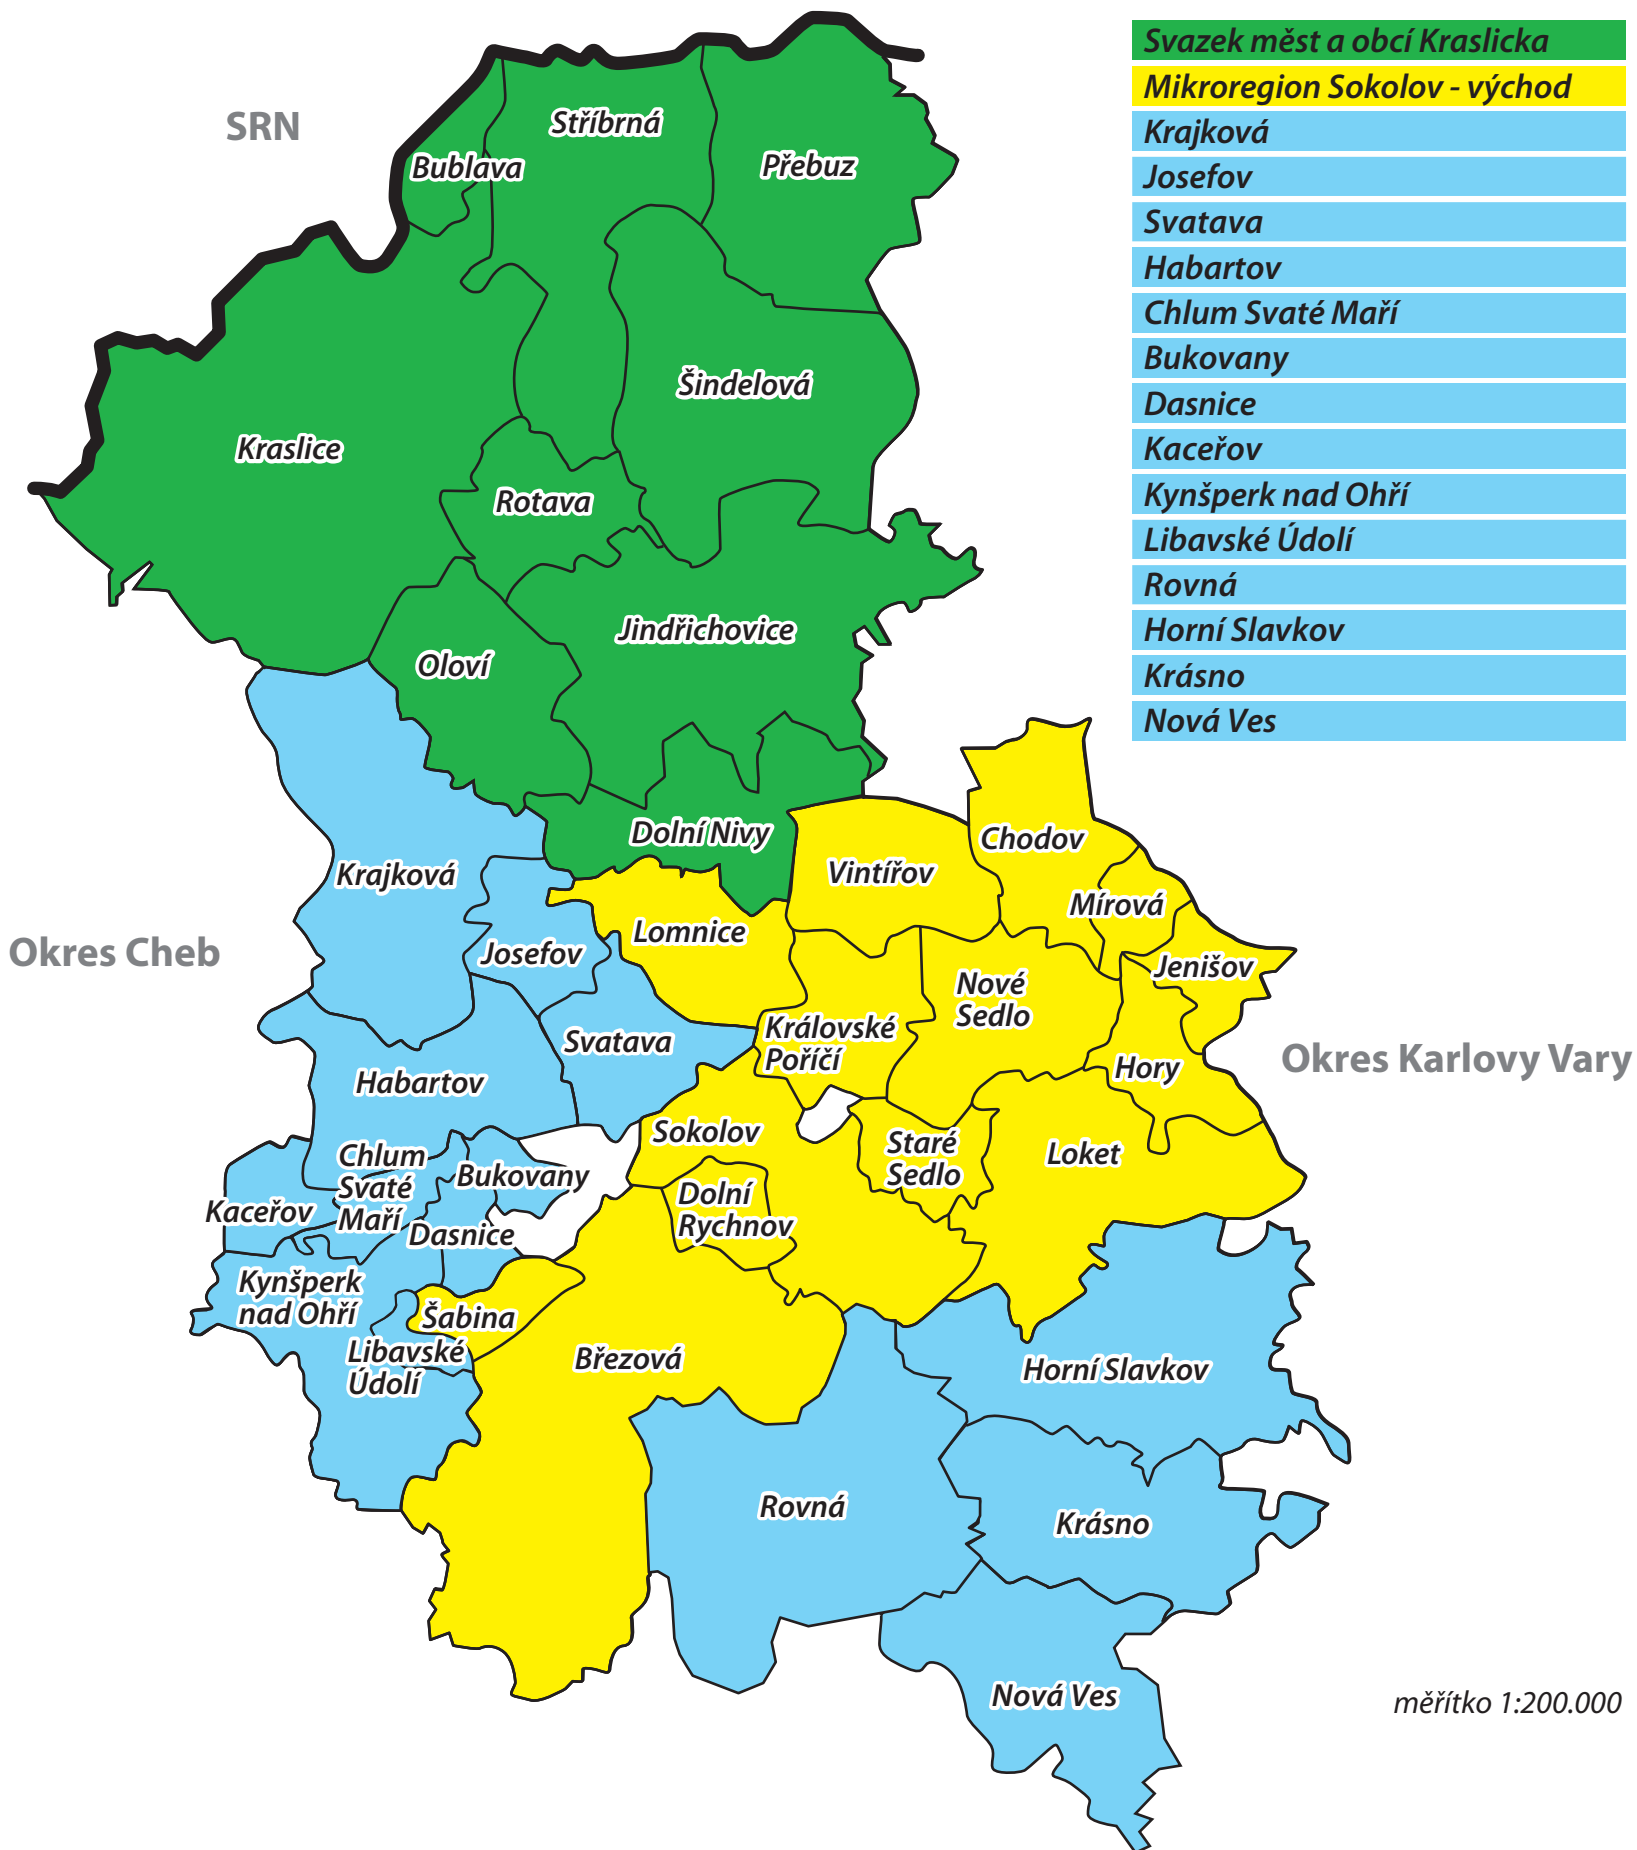 Svazek měst a obcí Kraslicka
Mikroregion Sokolov - východ
Krajková
Josefov
Svatava
Habartov
Chlum Svaté Maří
Bukovany
Dasnice
Kaceřov
Kynšperk nad Ohří
Libavské Údolí
Rovná
Horní Slavkov
Krásno
Nová Ves
SRN
Stříbrná
Bublava
Přebuz
Šindelová
Kraslice
Rotava
Jindřichovice
Oloví
Dolní Nivy
Chodov
Vintířov
Krajková
Mírová
Lomnice
Josefov
Okres Cheb
Jenišov
Nové
Sedlo
Královské
Poříčí
Svatava
Okres Karlovy Vary
Hory
Habartov
Sokolov
Staré
Sedlo
Loket
Chlum
Svaté
Maří
Bukovany
Dolní
Rychnov
Kaceřov
Dasnice
Kynšperk
nad Ohří
Šabina
Libavské
Údolí
Březová
Horní Slavkov
Rovná
Krásno
Nová Ves
měřítko 1:200.000